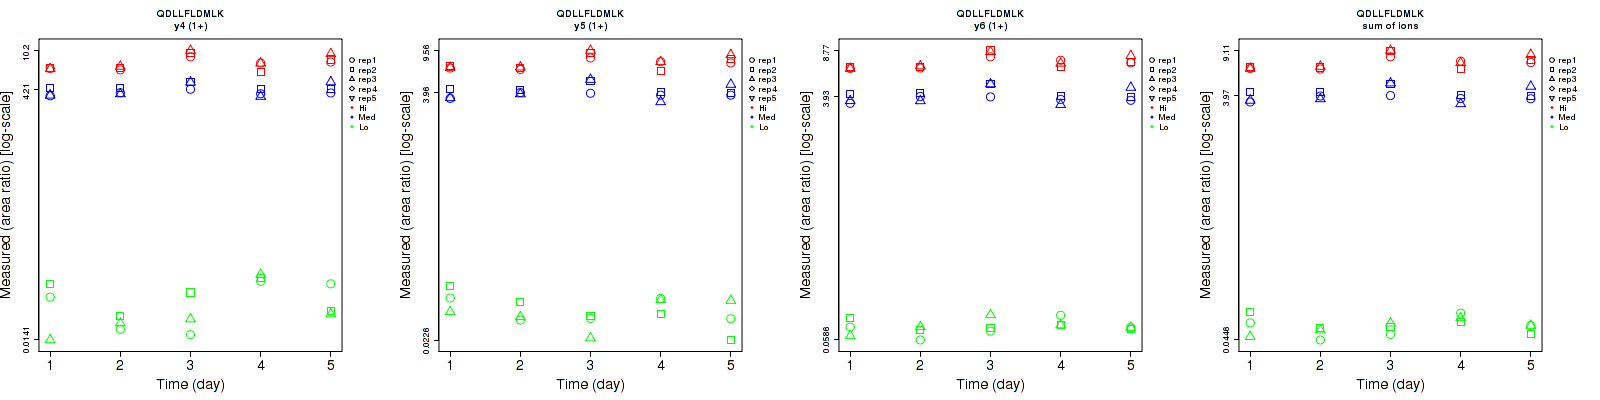 QDLLFLDMLK
y4 (1+)
Measured (area ratio) [log-scale]
10.2
4.21
0.0141
1 2 3 4 5
Time (day)
rep1
rep2
rep3
rep4
rep5
Hi
Med
Lo
QDLLFLDMLK
y5 (1+)
Measured (area ratio) [log-scale]
9.56
3.96
0.0226
1 2 3 4 5
Time (day)
rep1
rep2
rep3
rep4
rep5
Hi
Med
Lo
QDLLFLDMLK
y6 (1+)
Measured (area ratio) [log-scale]
8.77
3.93
1 2 3 4 5
Time (day)
rep1
rep2
rep3
rep4
rep5
Hi
Med
Lo
QDLLFLDMLK
sum of ions
Measured (area ratio) [log-scale]
9.11
3.97
0.0446
1 2 3 4 5
Time (day)
rep1
rep2
rep3
rep4
rep5
Hi
Med
Lo